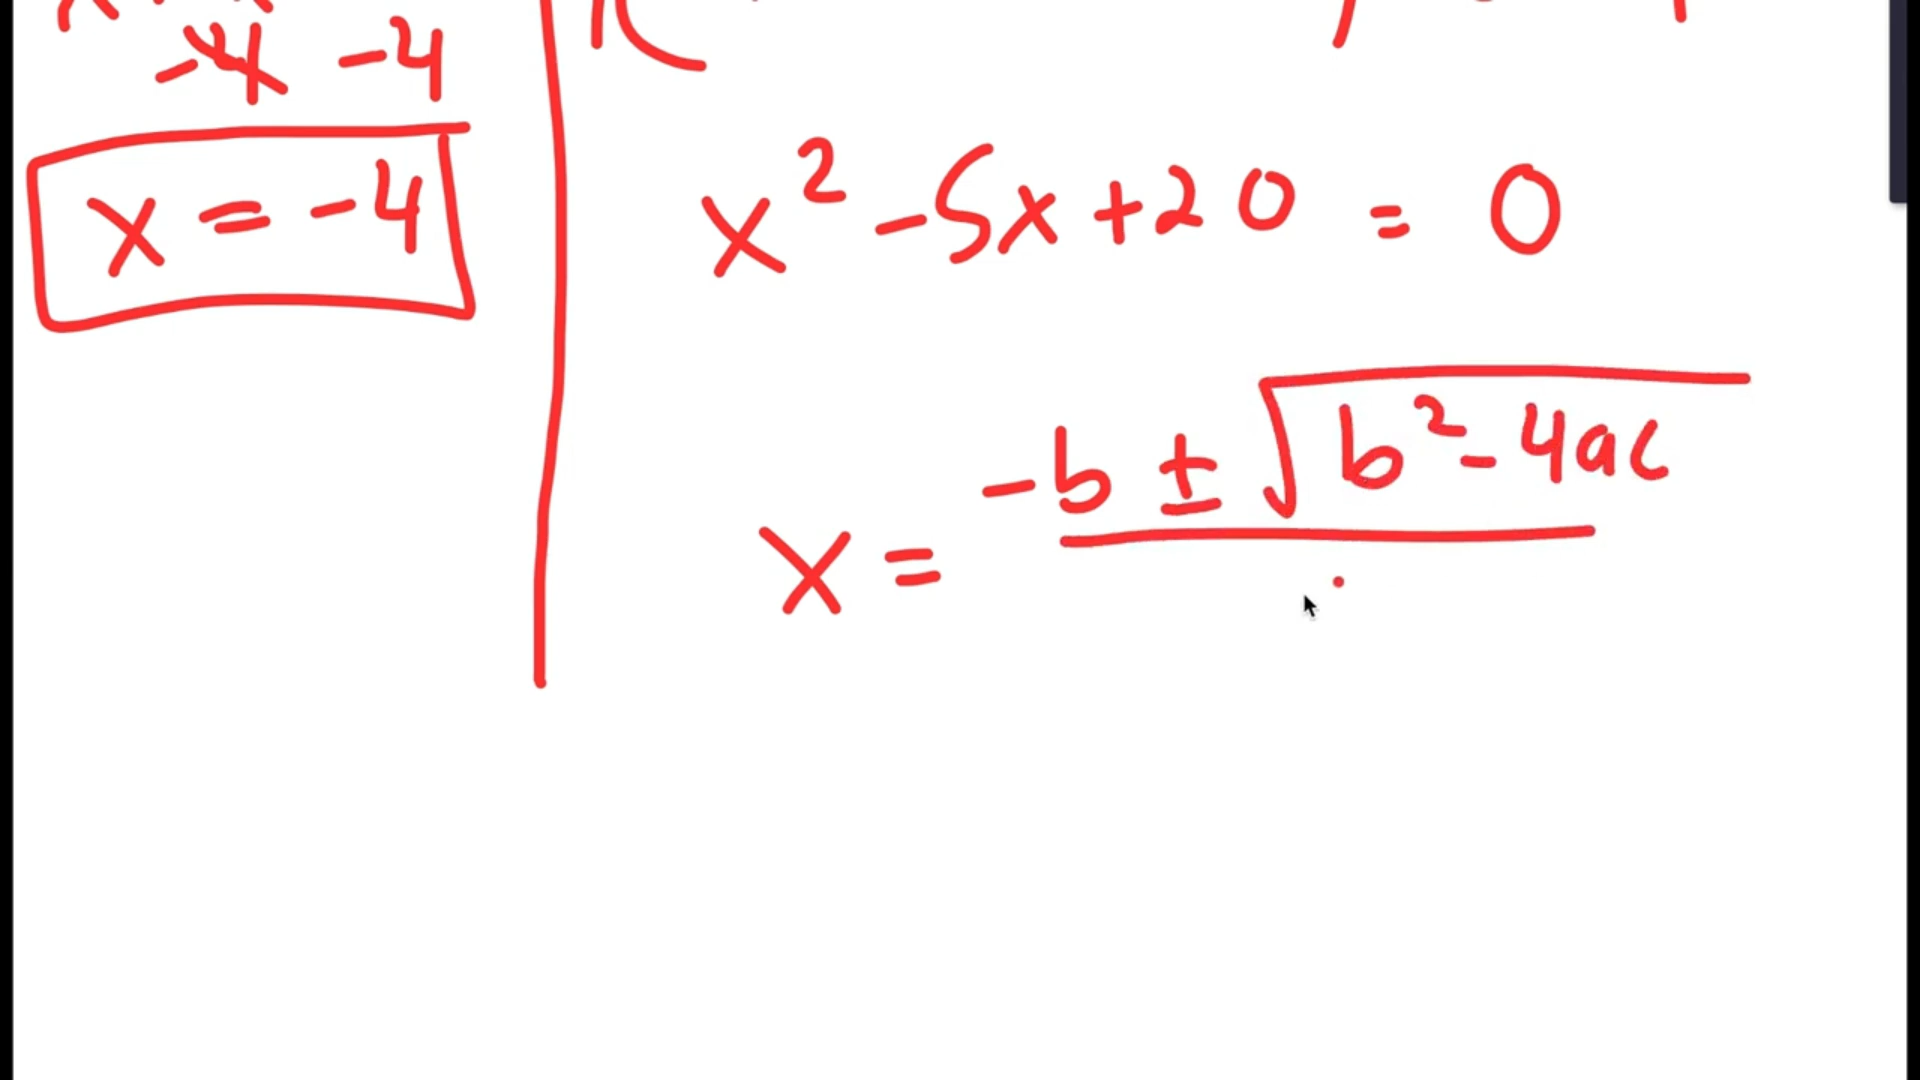 -4 -4
x = -4
x² - 5x + 20 = 0
x = -b ± √b² - 4ac